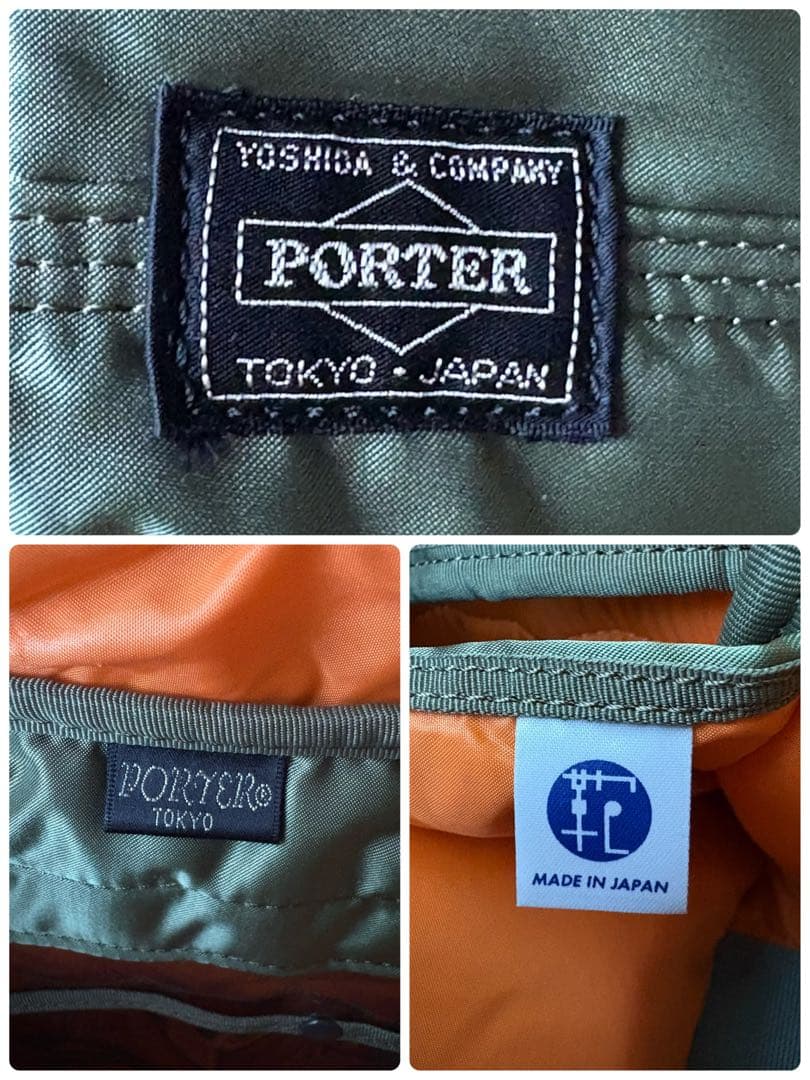 YOSHIDA & COMPANY
PORTER
TOKYO • JAPAN
PORTER®
TOKYO
MADE IN JAPAN